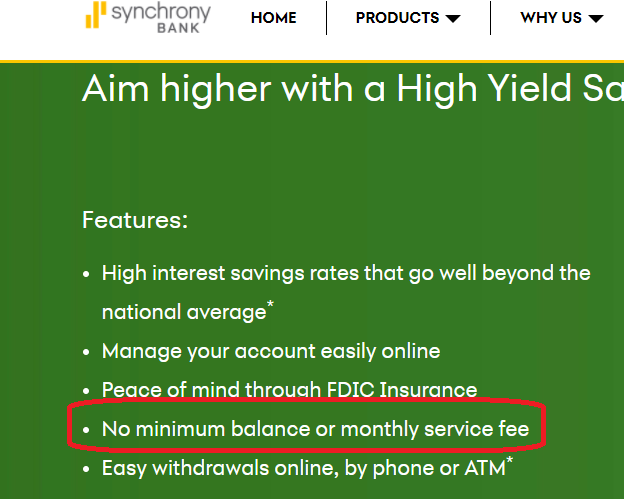 synchrony
BANK
HOME
PRODUCTS
WHY US
Aim higher with a High Yield Sa
Features:
• High interest savings rates that go well beyond the
national average*
• Manage your account easily online
• Peace of mind through FDIC Insurance
• No minimum balance or monthly service fee
• Easy withdrawals online, by phone or ATM*